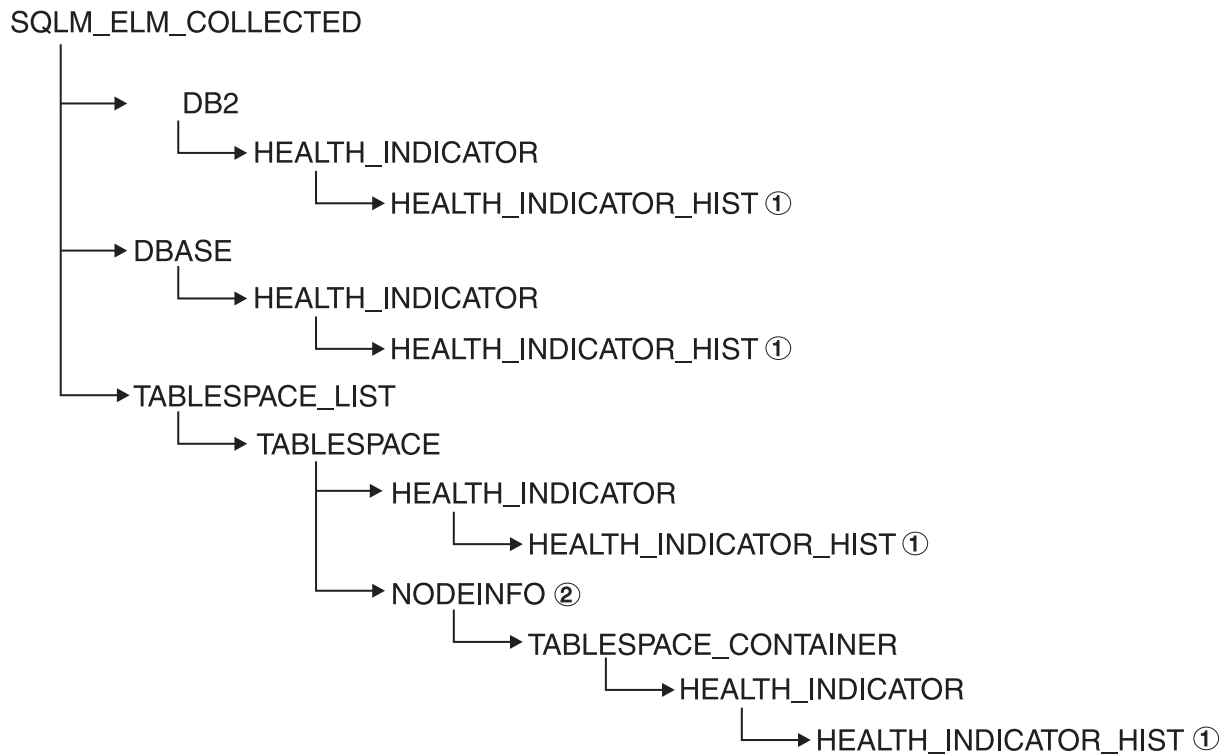 SQLM_ELM_COLLECTED
DB2
HEALTH_INDICATOR
HEALTH_INDICATOR_HIST ①
DBASE
HEALTH_INDICATOR
HEALTH_INDICATOR_HIST ①
TABLESPACE_LIST
TABLESPACE
HEALTH_INDICATOR
HEALTH_INDICATOR_HIST ①
NODEINFO ②
TABLESPACE_CONTAINER
HEALTH_INDICATOR
HEALTH_INDICATOR_HIST ①